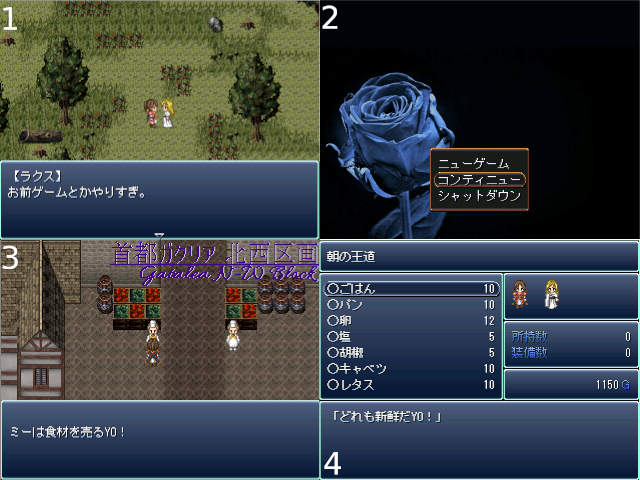 1
【ラクス】
お前ゲームとかやりすぎ。
2
ニューゲーム
コンティニュー
シャットダウン
3
首都ガクリア 北西区画
Gakulea N-W Block
ミーは食材を売るYO!
朝の王道
○ごはん 10
○パン 10
○卵 12
○塩 5
○胡椒 5
○キャベツ 10
○レタス 10
所持数 0
装備数 0
1150 G
「どれも新鮮だYO!」
4